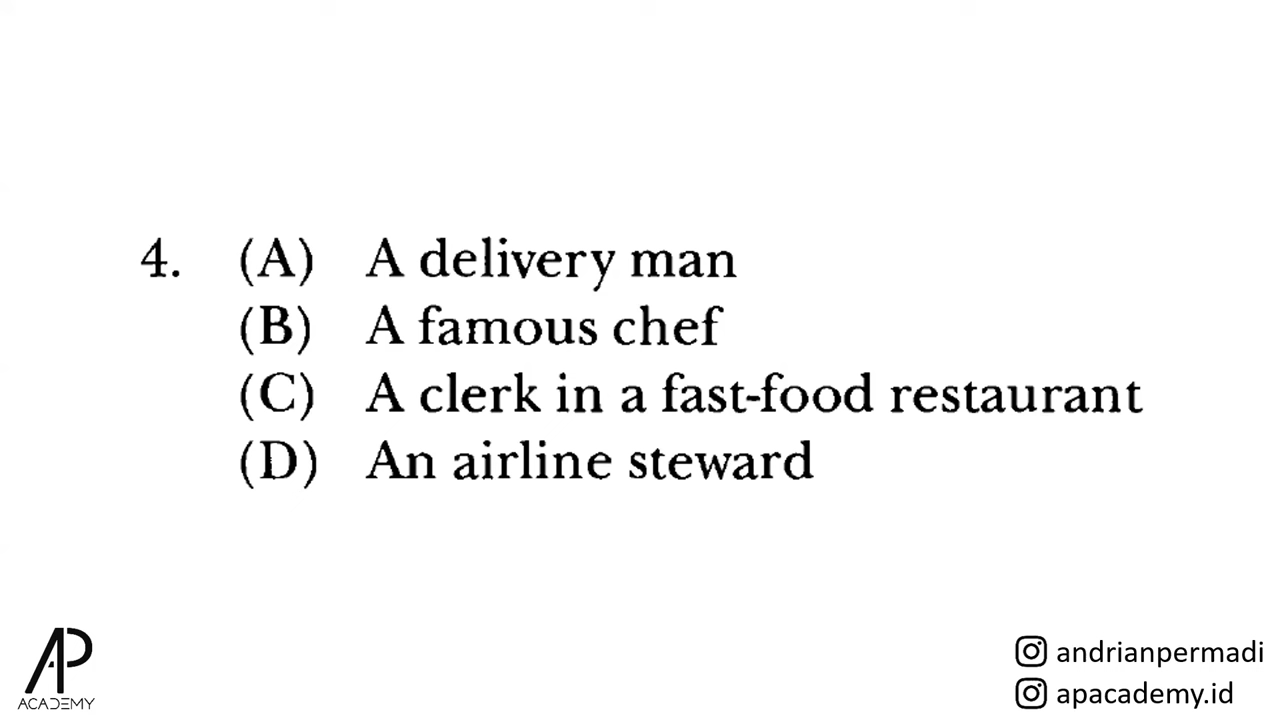 4. (A) A delivery man
(B) A famous chef
(C) A clerk in a fast-food restaurant
(D) An airline steward
AP
ACADEMY
andrianpermadi
apacademy.id